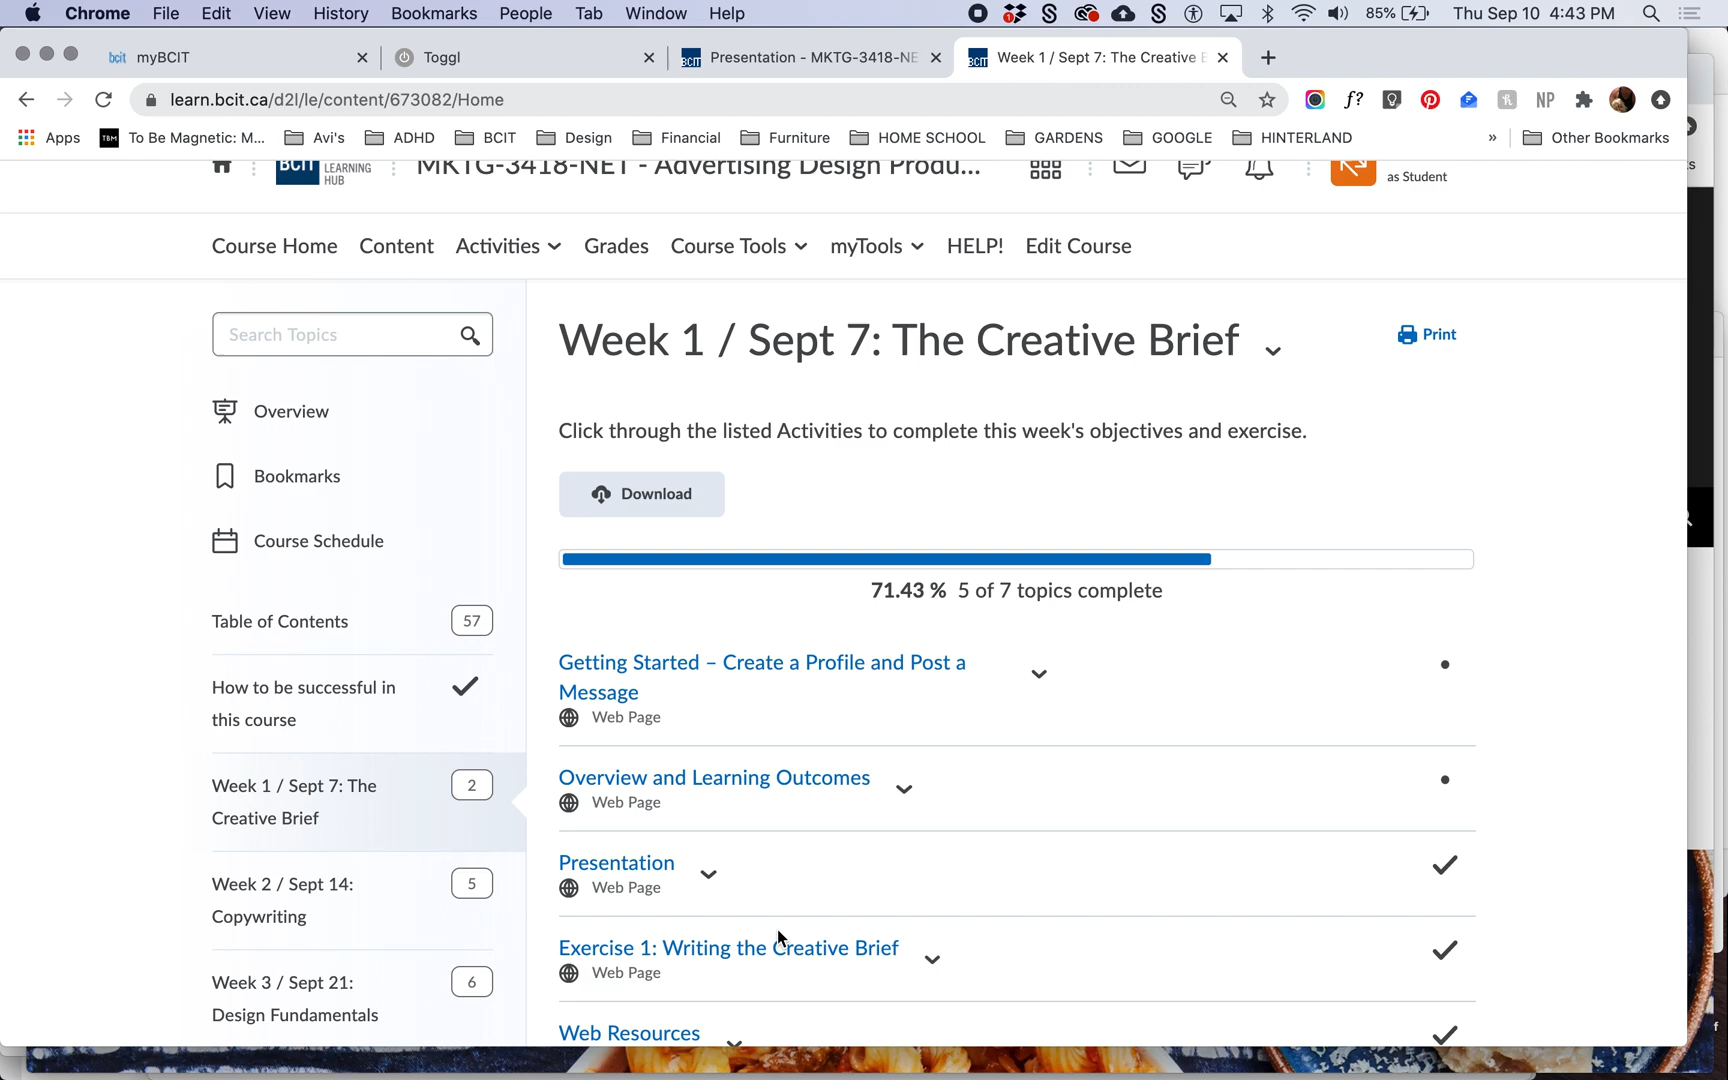 Chrome File Edit View History Bookmarks People Tab Window Help 85% Thu Sep 10 4:43 PM
bcit myBCIT Toggl Presentation - MKTG-3418-NE Week 1 / Sept 7: The Creative
learn.bcit.ca/d2l/le/content/673082/Home
Apps To Be Magnetic: M... Avi's ADHD BCIT Design Financial Furniture HOME SCHOOL GARDENS GOOGLE HINTERLAND » Other Bookmarks
BCIT LEARNING HUB MKTG-3418-NET - Advertising Design Produ... as Student
Course Home Content Activities Grades Course Tools myTools HELP! Edit Course
Search Topics
Overview
Bookmarks
Course Schedule
Table of Contents 57
How to be successful in
this course
Week 1 / Sept 7: The 2
Creative Brief
Week 2 / Sept 14: 5
Copywriting
Week 3 / Sept 21: 6
Design Fundamentals
Week 1 / Sept 7: The Creative Brief
Print
Click through the listed Activities to complete this week's objectives and exercise.
Download
71.43 % 5 of 7 topics complete
Getting Started – Create a Profile and Post a
Message
Web Page
Overview and Learning Outcomes
Web Page
Presentation
Web Page
Exercise 1: Writing the Creative Brief
Web Page
Web Resources